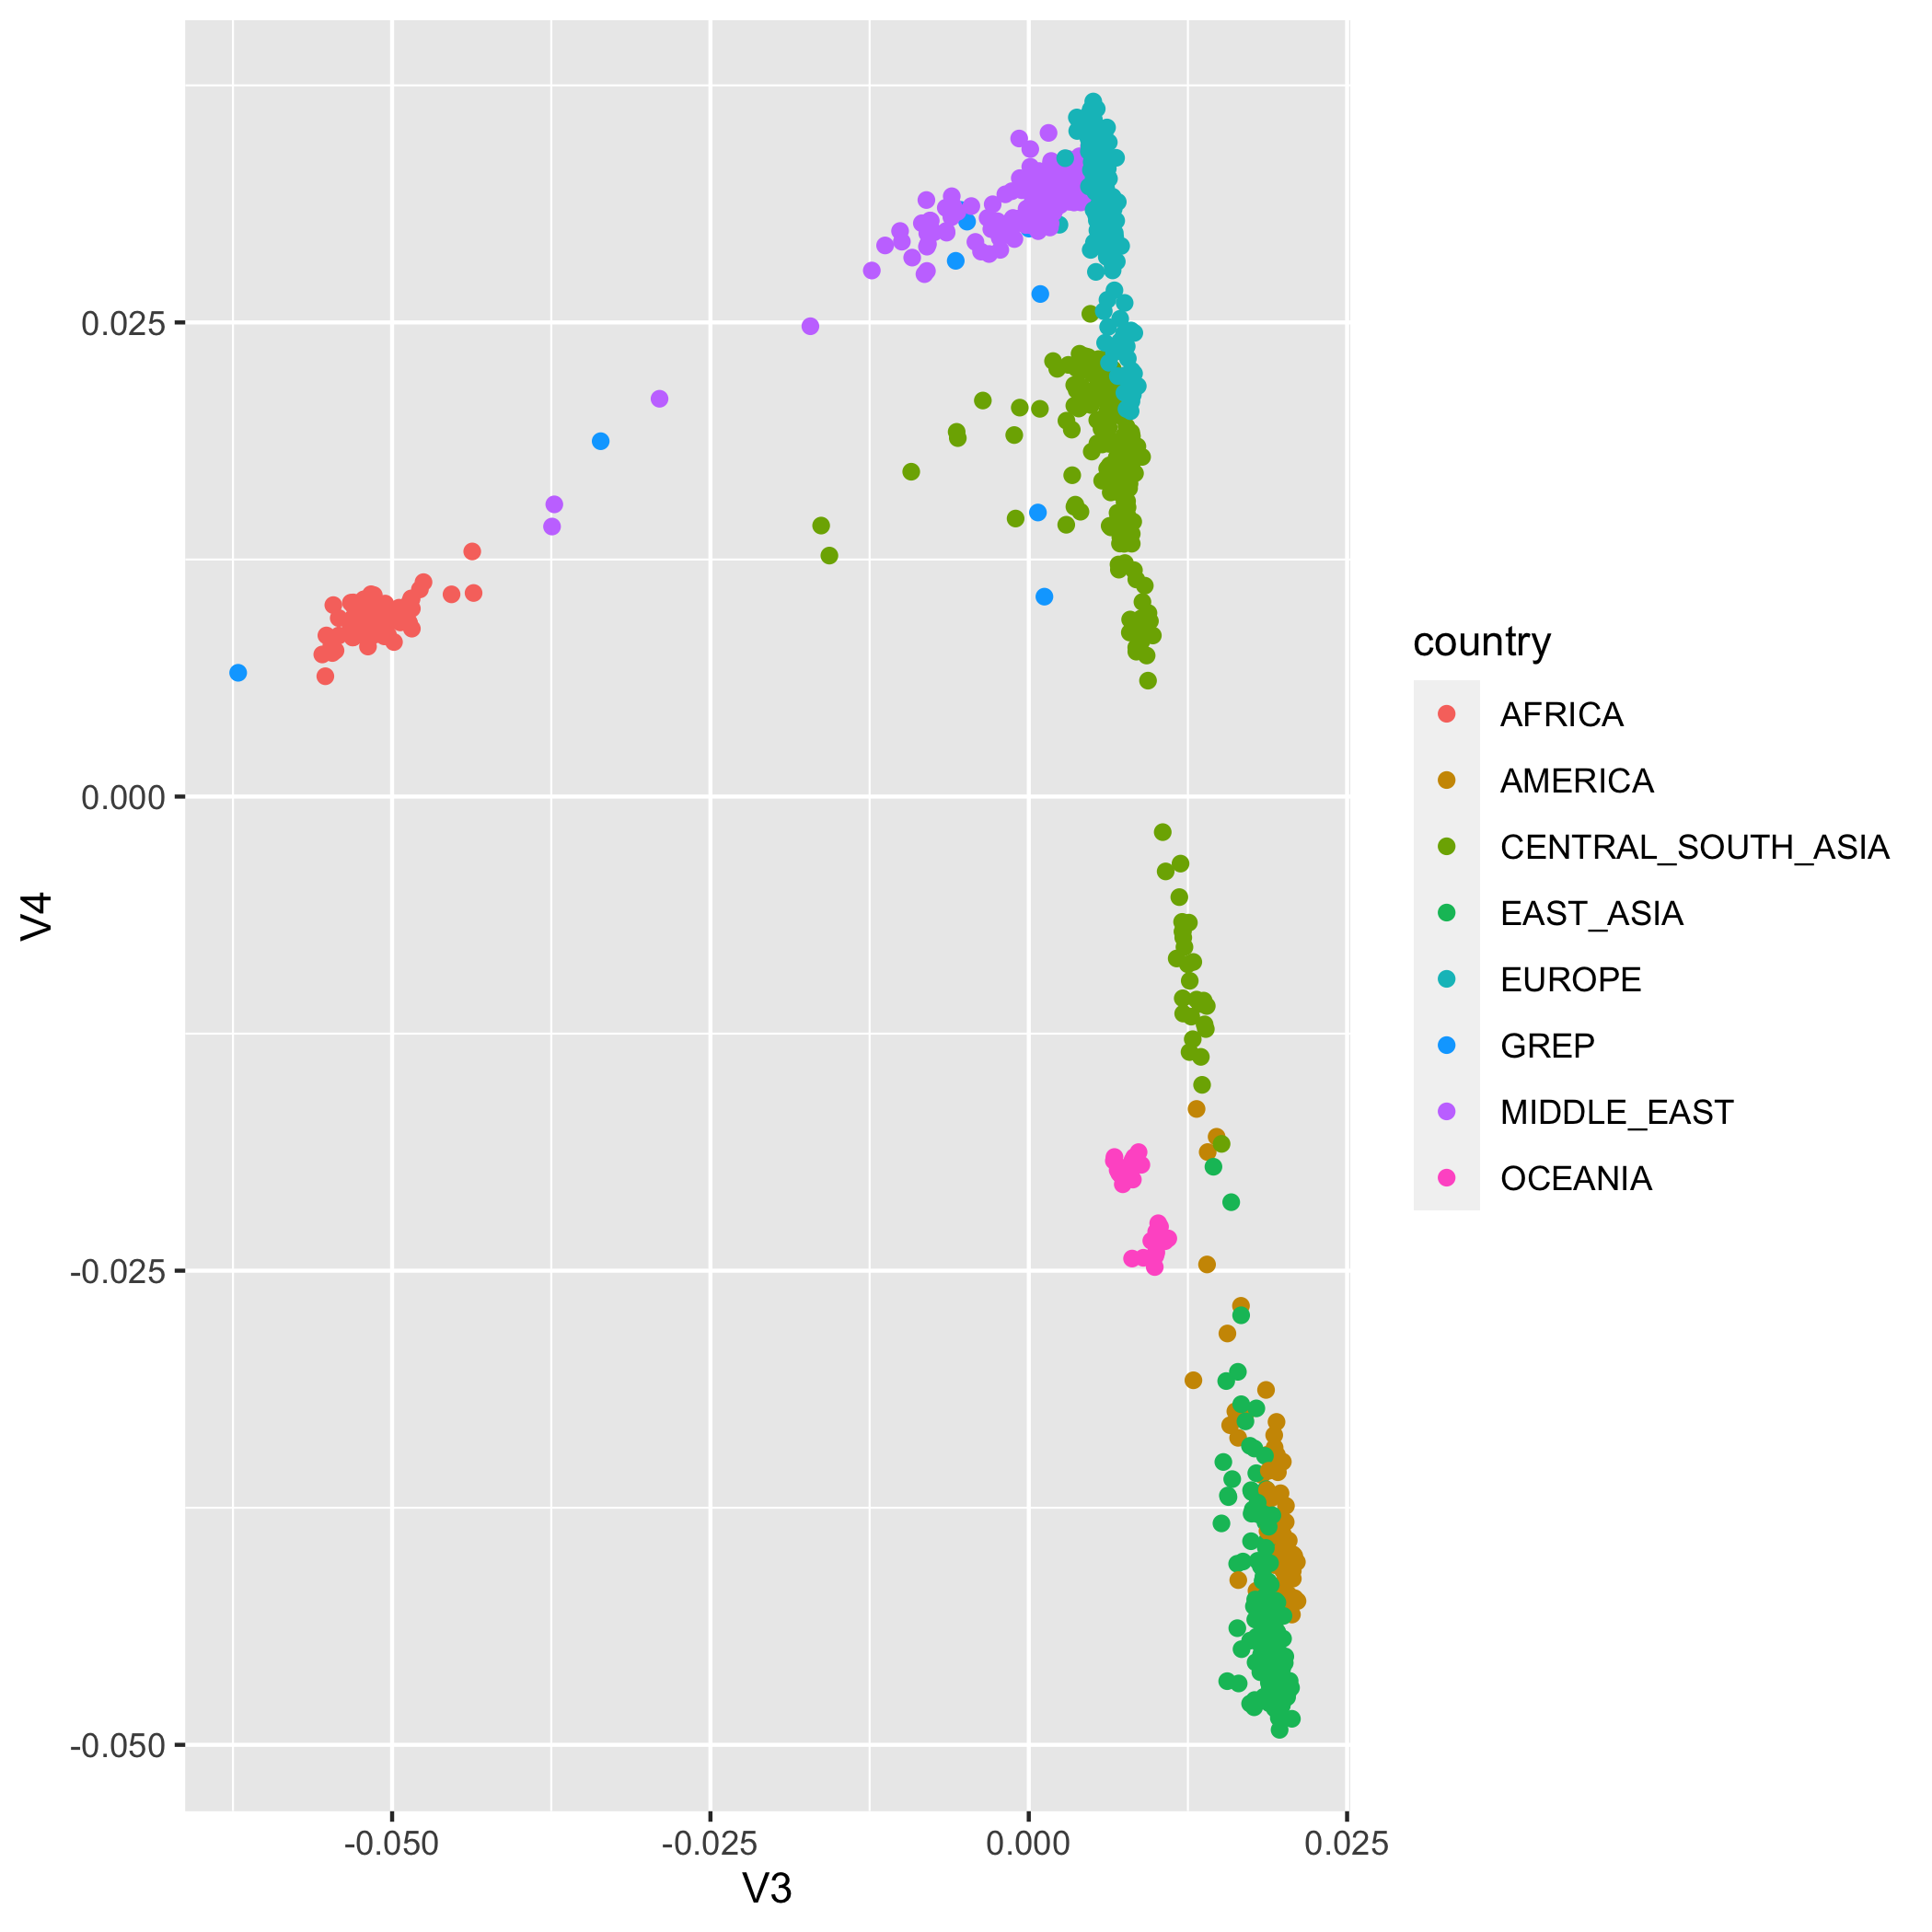 0.025
0.000
-0.025
-0.050
V4
-0.050
-0.025
0.000
0.025
V3
country
AFRICA
AMERICA
CENTRAL_SOUTH_ASIA
EAST_ASIA
EUROPE
GREP
MIDDLE_EAST
OCEANIA